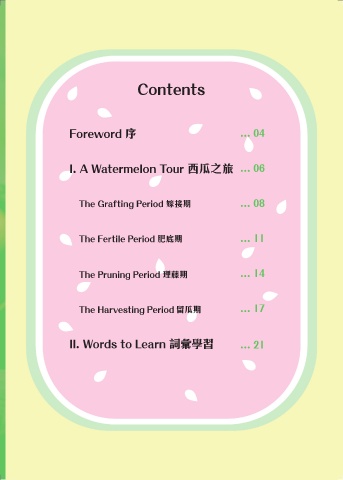 Contents
Foreword 序 ... 04
I. A Watermelon Tour 西瓜之旅 ... 06
The Grafting Period 嫁接期 ... 08
The Fertile Period 肥底期 ... 11
The Pruning Period 理藤期 ... 14
The Harvesting Period 留瓜期 ... 17
II. Words to Learn 詞彙學習 ... 21